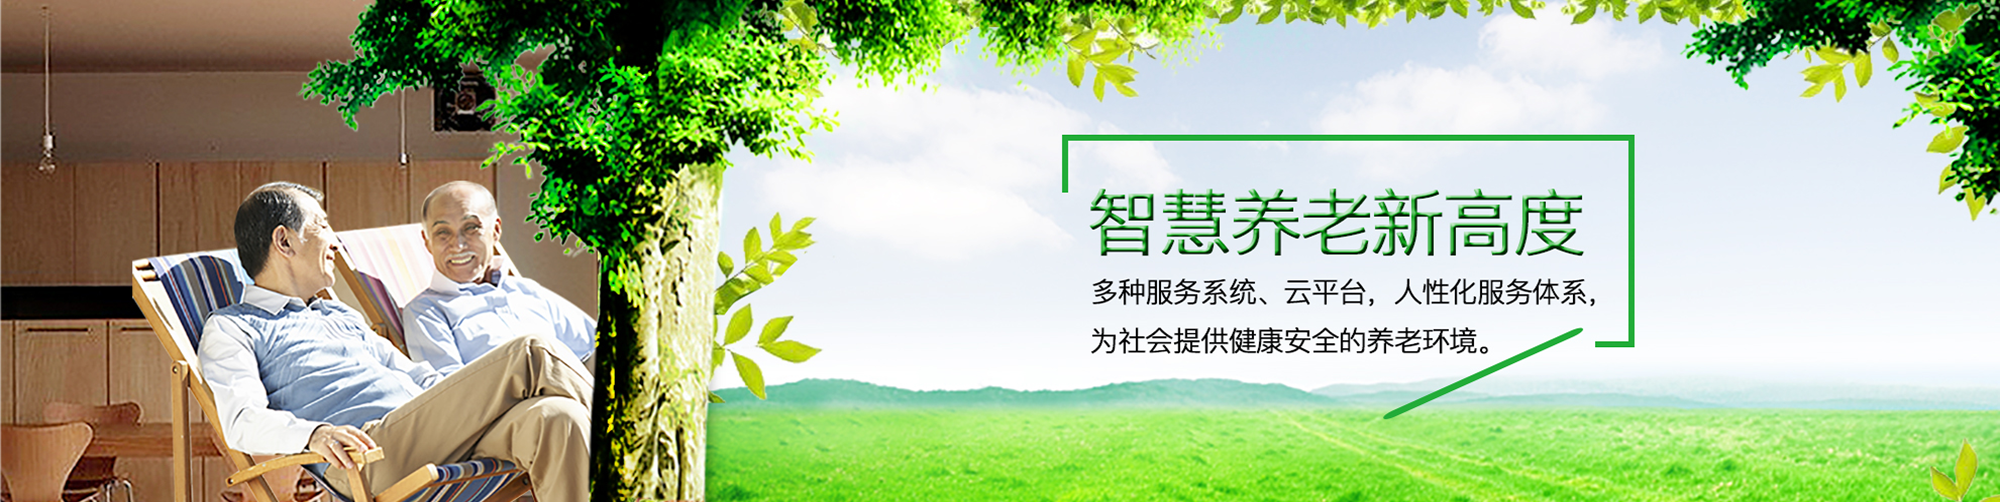 智慧养老新高度
多种服务系统、云平台，人性化服务体系，
为社会提供健康安全的养老环境。